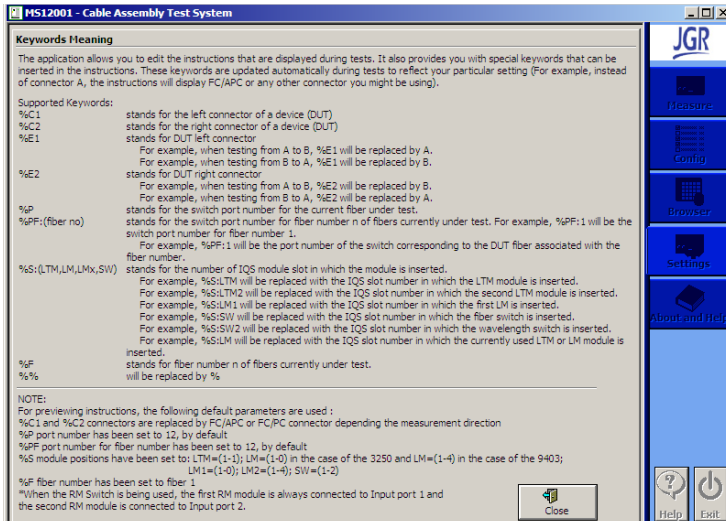 MS12001 - Cable Assembly Test System
Keywords Meaning
The application allows you to edit the instructions that are displayed during tests. It also provides you with special keywords that can be
inserted in the instructions. These keywords are updated automatically during tests to reflect your particular setting (For example, instead
of connector A, the instructions will display FC/APC or any other connector you might be using).
Supported Keywords:
%C1 stands for the left connector of a device (DUT)
%C2 stands for the right connector of a device (DUT)
%E1 stands for DUT left connector
For example, when testing from A to B, %E1 will be replaced by A.
For example, when testing from B to A, %E1 will be replaced by B.
%E2 stands for DUT right connector
For example, when testing from A to B, %E2 will be replaced by B.
For example, when testing from B to A, %E2 will be replaced by A.
%P stands for the switch port number for the current fiber under test.
%PF:(fiber no) stands for the switch port number for fiber number n of fibers currently under test. For example, %PF:1 will be the
switch port number for fiber number 1.
For example, %PF:1 will be the port number of the switch corresponding to the DUT fiber associated with the
fiber number.
%S:(LTM,LM,LMx,SW) stands for the number of IQS module slot in which the module is inserted.
For example, %S:LTM will be replaced with the IQS slot number in which the LTM module is inserted.
For example, %S:LTM2 will be replaced with the IQS slot number in which the second LTM module is inserted.
For example, %S:LM1 will be replaced with the IQS slot number in which the first LM is inserted.
For example, %S:SW will be replaced with the IQS slot number in which the fiber switch is inserted.
For example, %S:SW2 will be replaced with the IQS slot number in which the wavelength switch is inserted.
For example, %S:LM will be replaced with the IQS slot number in which the currently used LTM or LM module is
inserted.
%F stands for fiber number n of fibers currently under test.
%% will be replaced by %
NOTE:
For previewing instructions, the following default parameters are used :
%C1 and %C2 connectors are replaced by FC/APC or FC/PC connector depending the measurement direction
%P port number has been set to 12, by default
%PF port number for fiber number has been set to 12, by default
%S module positions have been set to: LTM=(1-1); LM=(1-0) in the case of the 3250 and LM=(1-4) in the case of the 9403;
LM1=(1-0); LM2=(1-4); SW=(1-2)
%F fiber number has been set to fiber 1
"When the RM Switch is being used, the first RM module is always connected to Input port 1 and
the second RM module is connected to Input port 2.
Close
JGR
Measure
Config
Browser
Settings
About and Help
Help
Exit